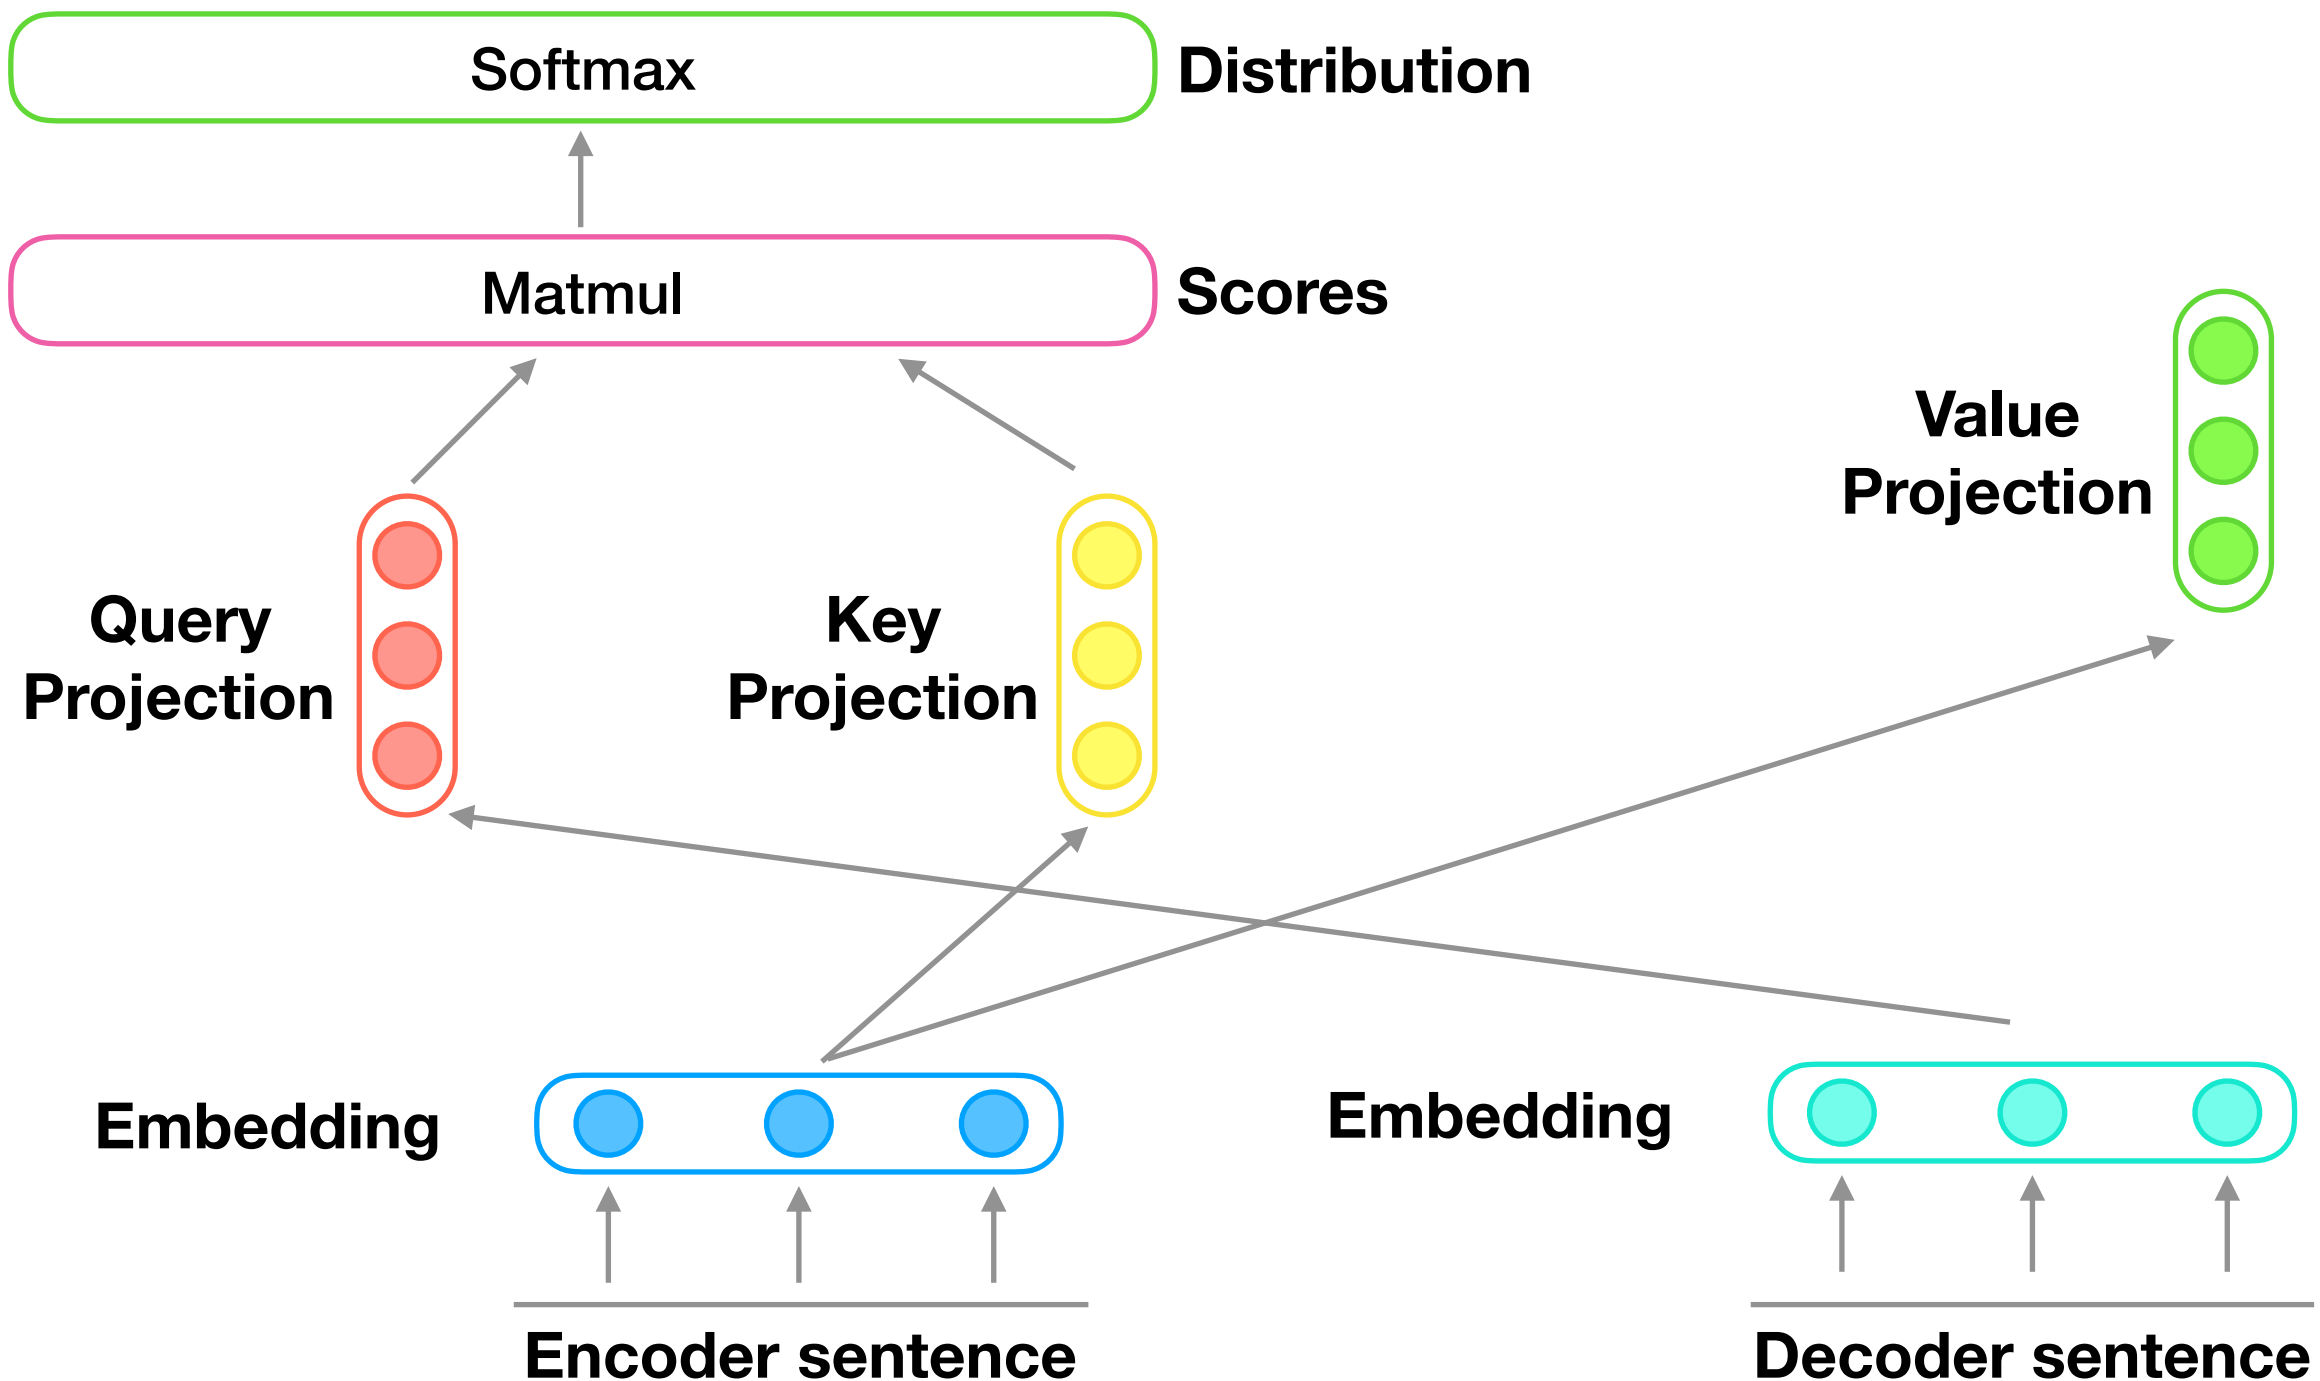 Softmax
Distribution
Matmul
Scores
Value
Projection
Query
Projection
Key
Projection
Embedding
Embedding
Encoder sentence
Decoder sentence